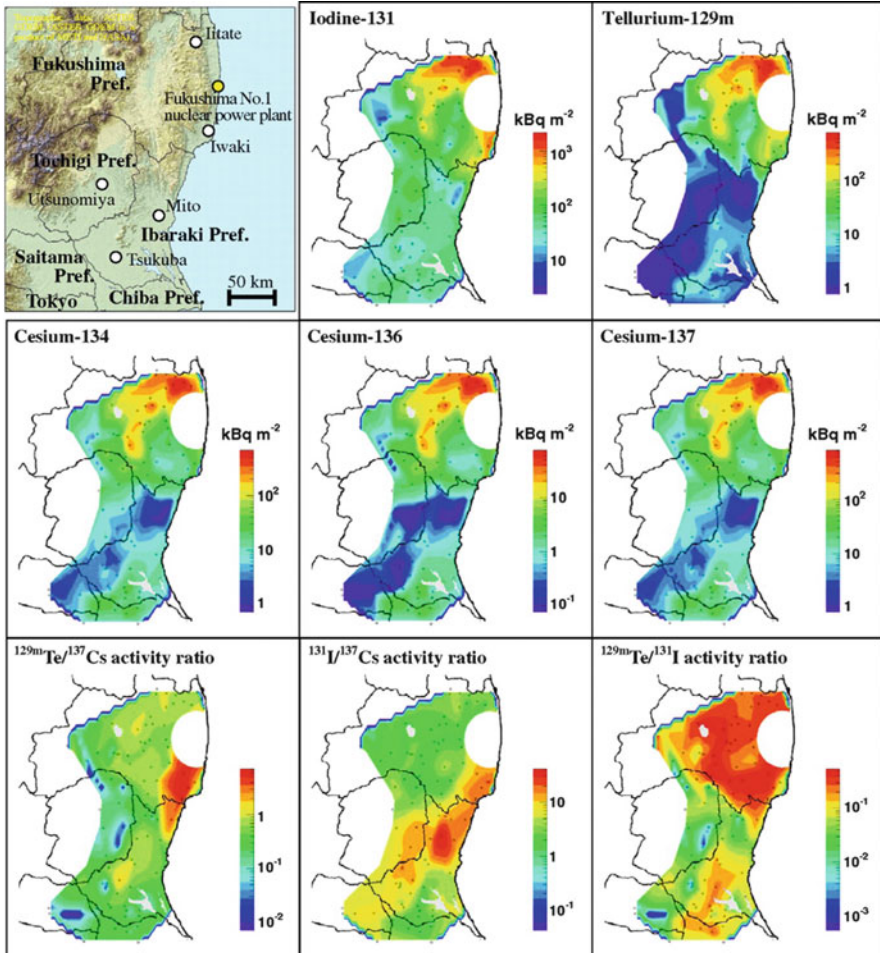 Iitate
Fukushima
Pref.
Fukushima No.1
nuclear power plant
Iwaki
Tochigi Pref.
Utsunomiya
Mito
Ibaraki Pref.
Saitama
Pref.
Tsukuba
Tokyo
Chiba Pref.
50 km
Iodine-131
kBq m⁻²
10³
10²
10
Tellurium-129m
kBq m⁻²
10²
10
1
Cesium-134
kBq m⁻²
10²
10
1
Cesium-136
kBq m⁻²
10
1
10⁻¹
Cesium-137
kBq m⁻²
10²
10
1
¹²⁹ᵐTe/¹³⁷Cs activity ratio
1
10⁻¹
10⁻²
¹³¹I/¹³⁷Cs activity ratio
10
1
10⁻¹
¹²⁹ᵐTe/¹³¹I activity ratio
10⁻¹
10⁻²
10⁻³